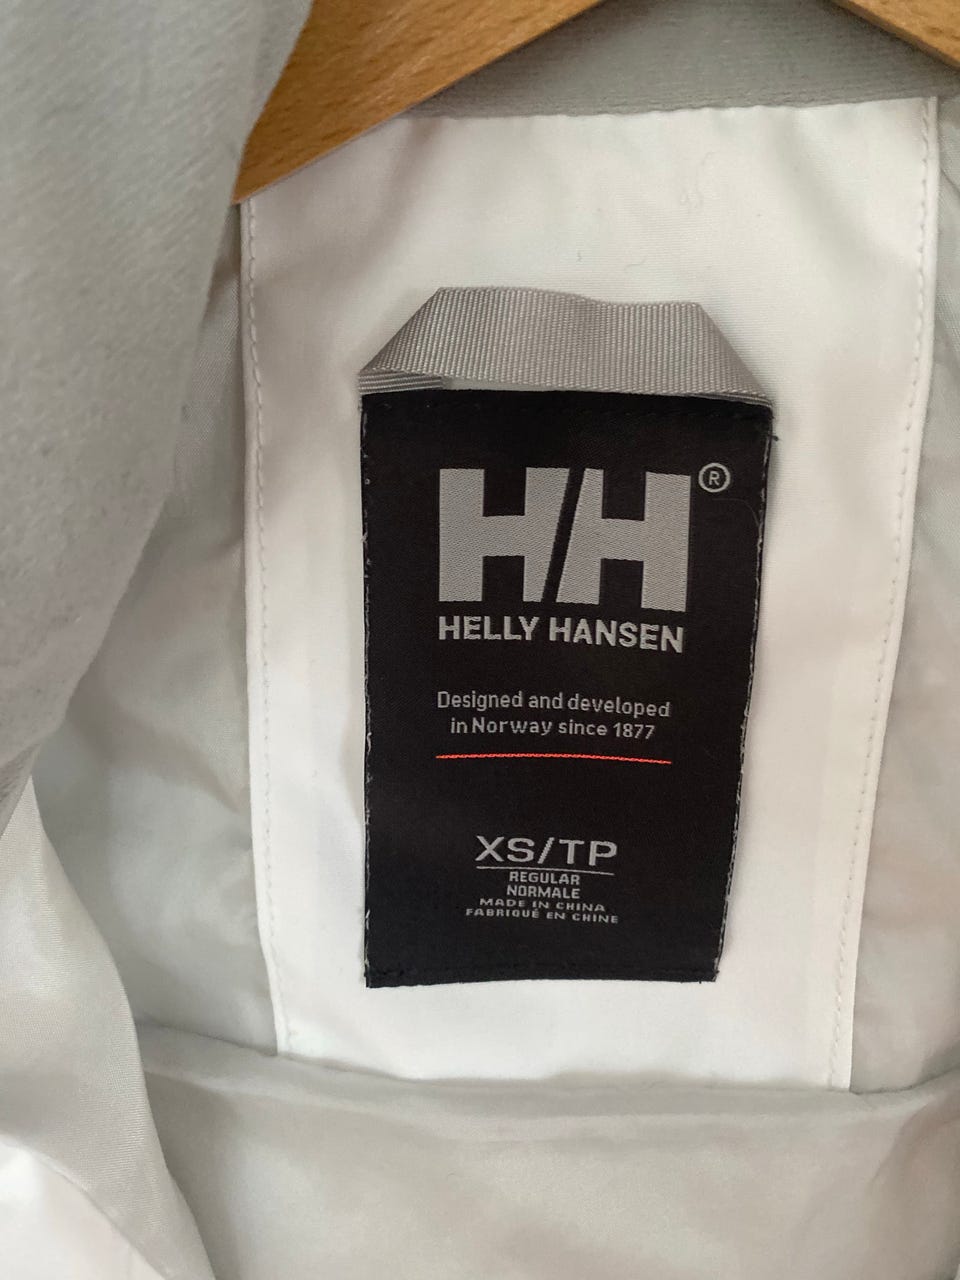 HH®
HELLY HANSEN
Designed and developed
in Norway since 1877
XS/TP
REGULAR
NORMALE
MADE IN CHINA
FABRIQUÉ EN CHINE